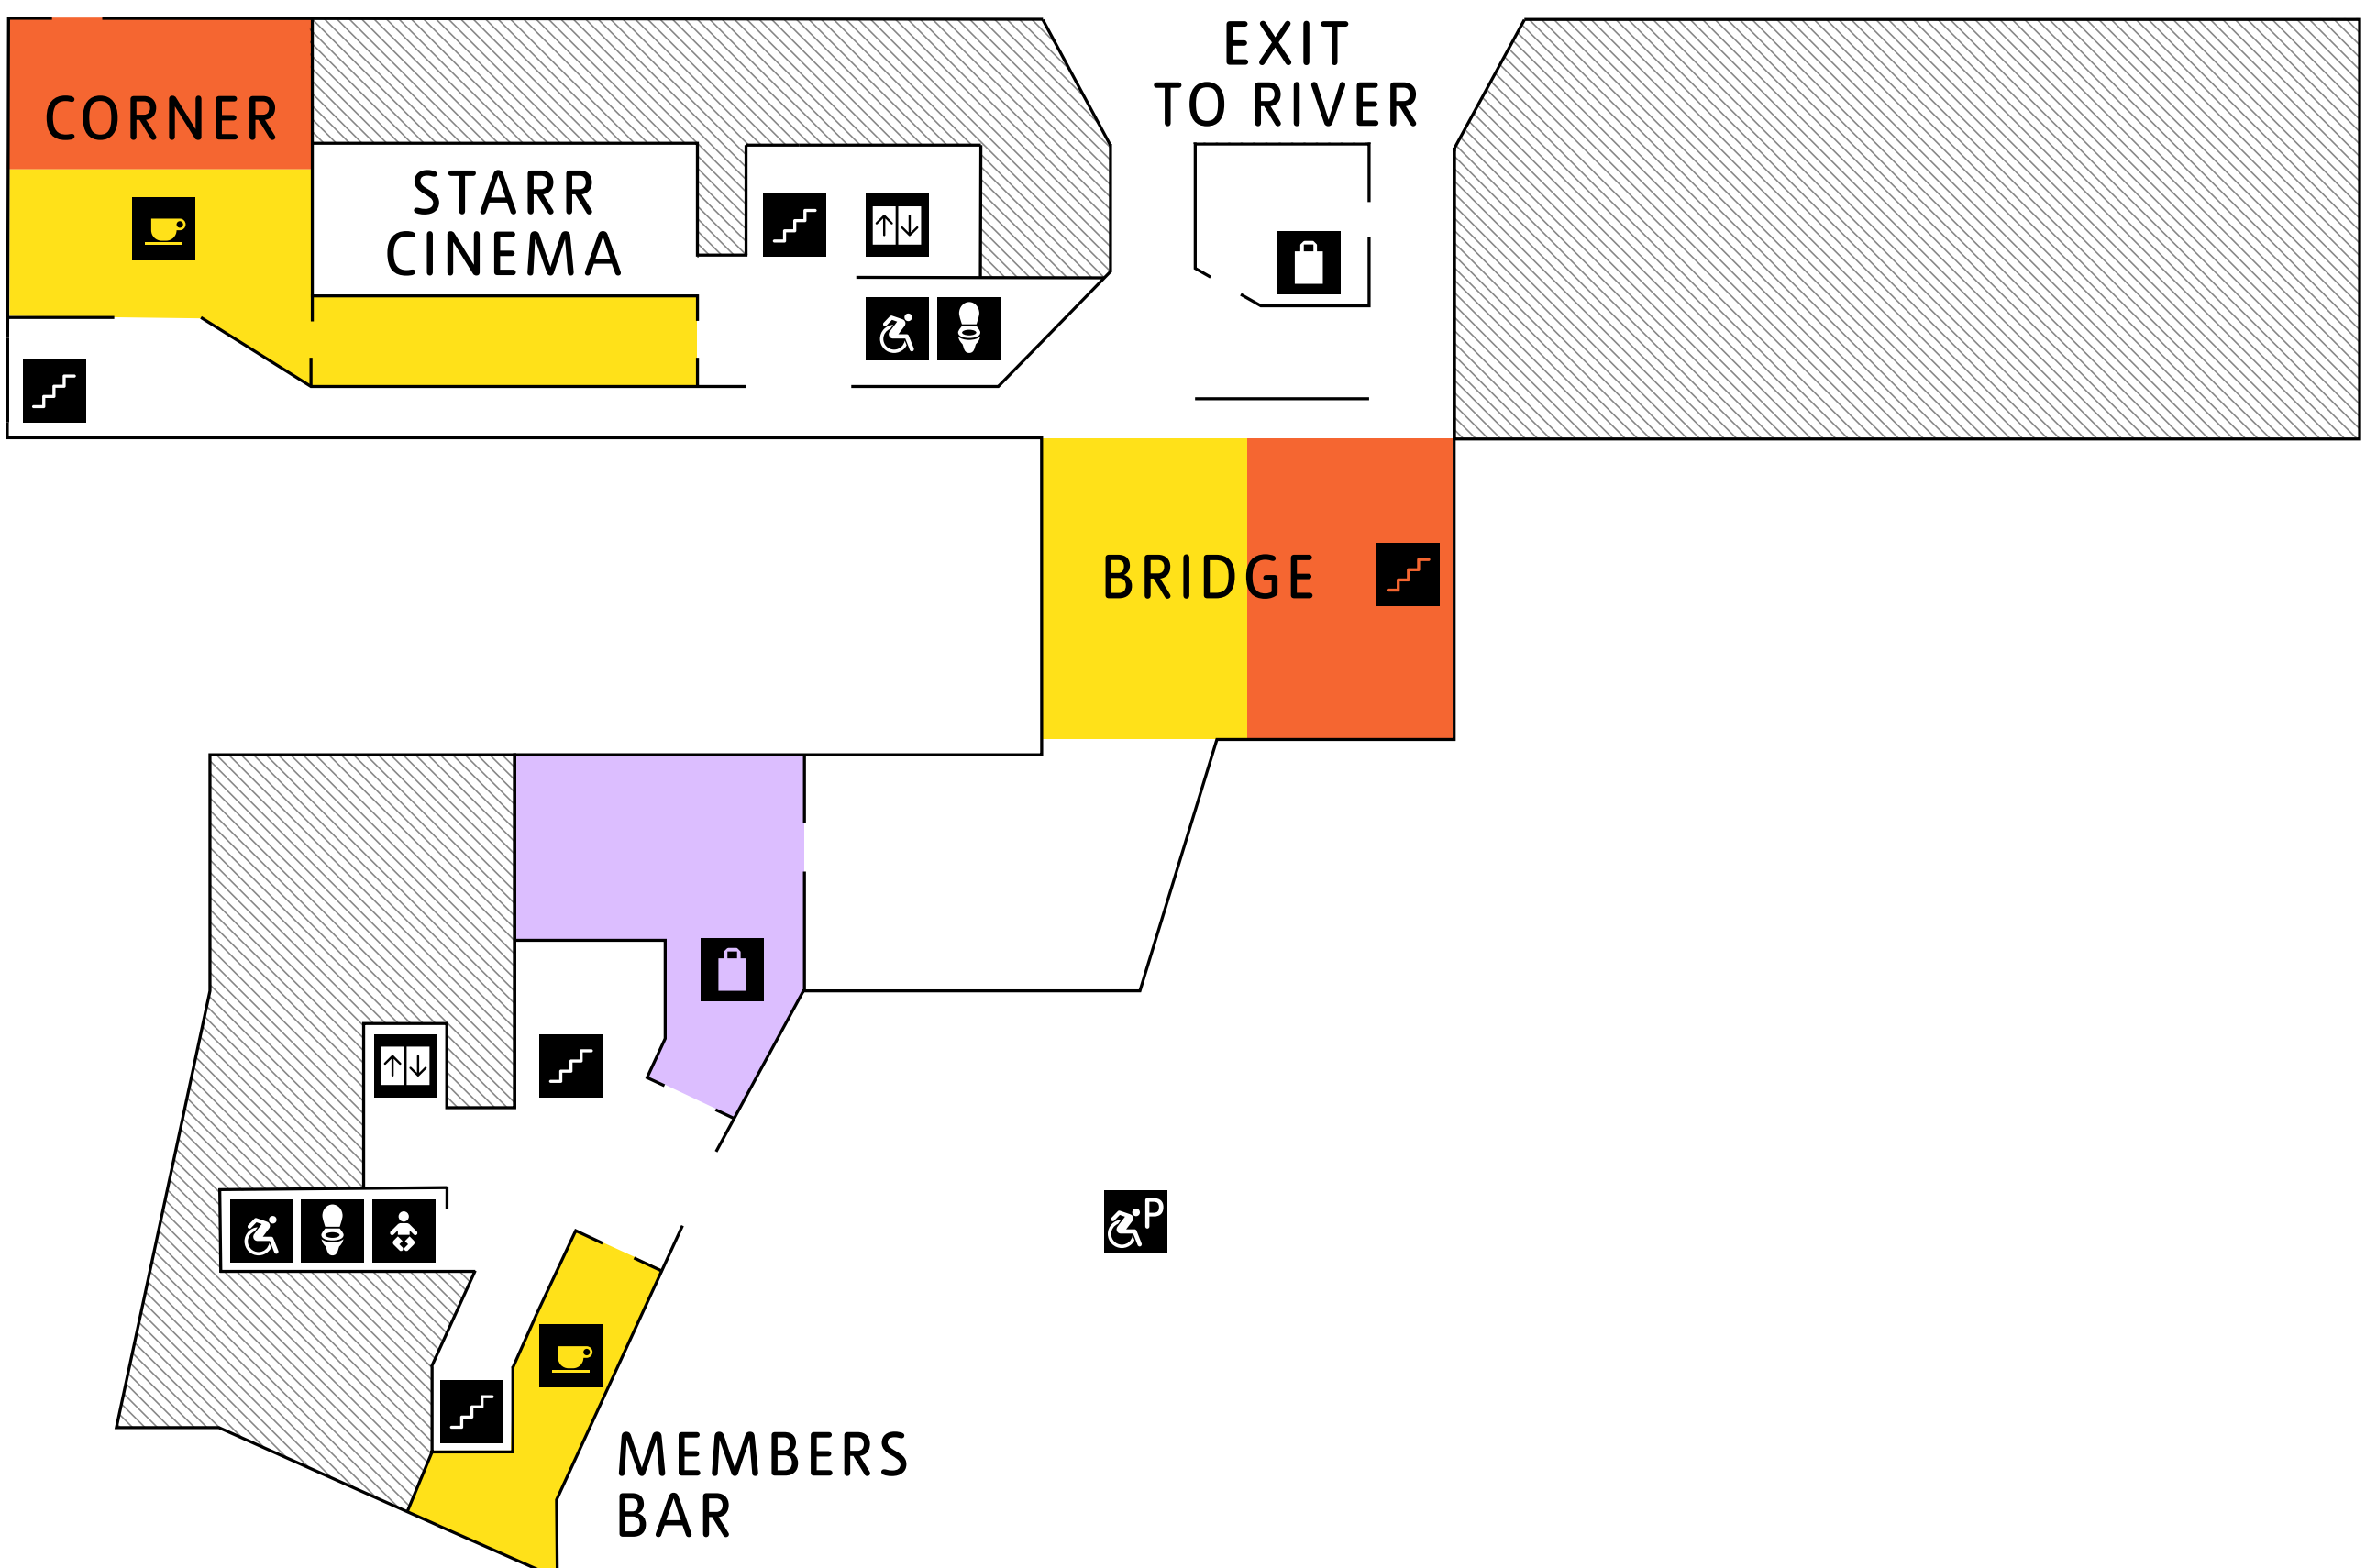 EXIT
TO RIVER
CORNER
STARR
CINEMA
BRIDGE
P
MEMBERS
BAR